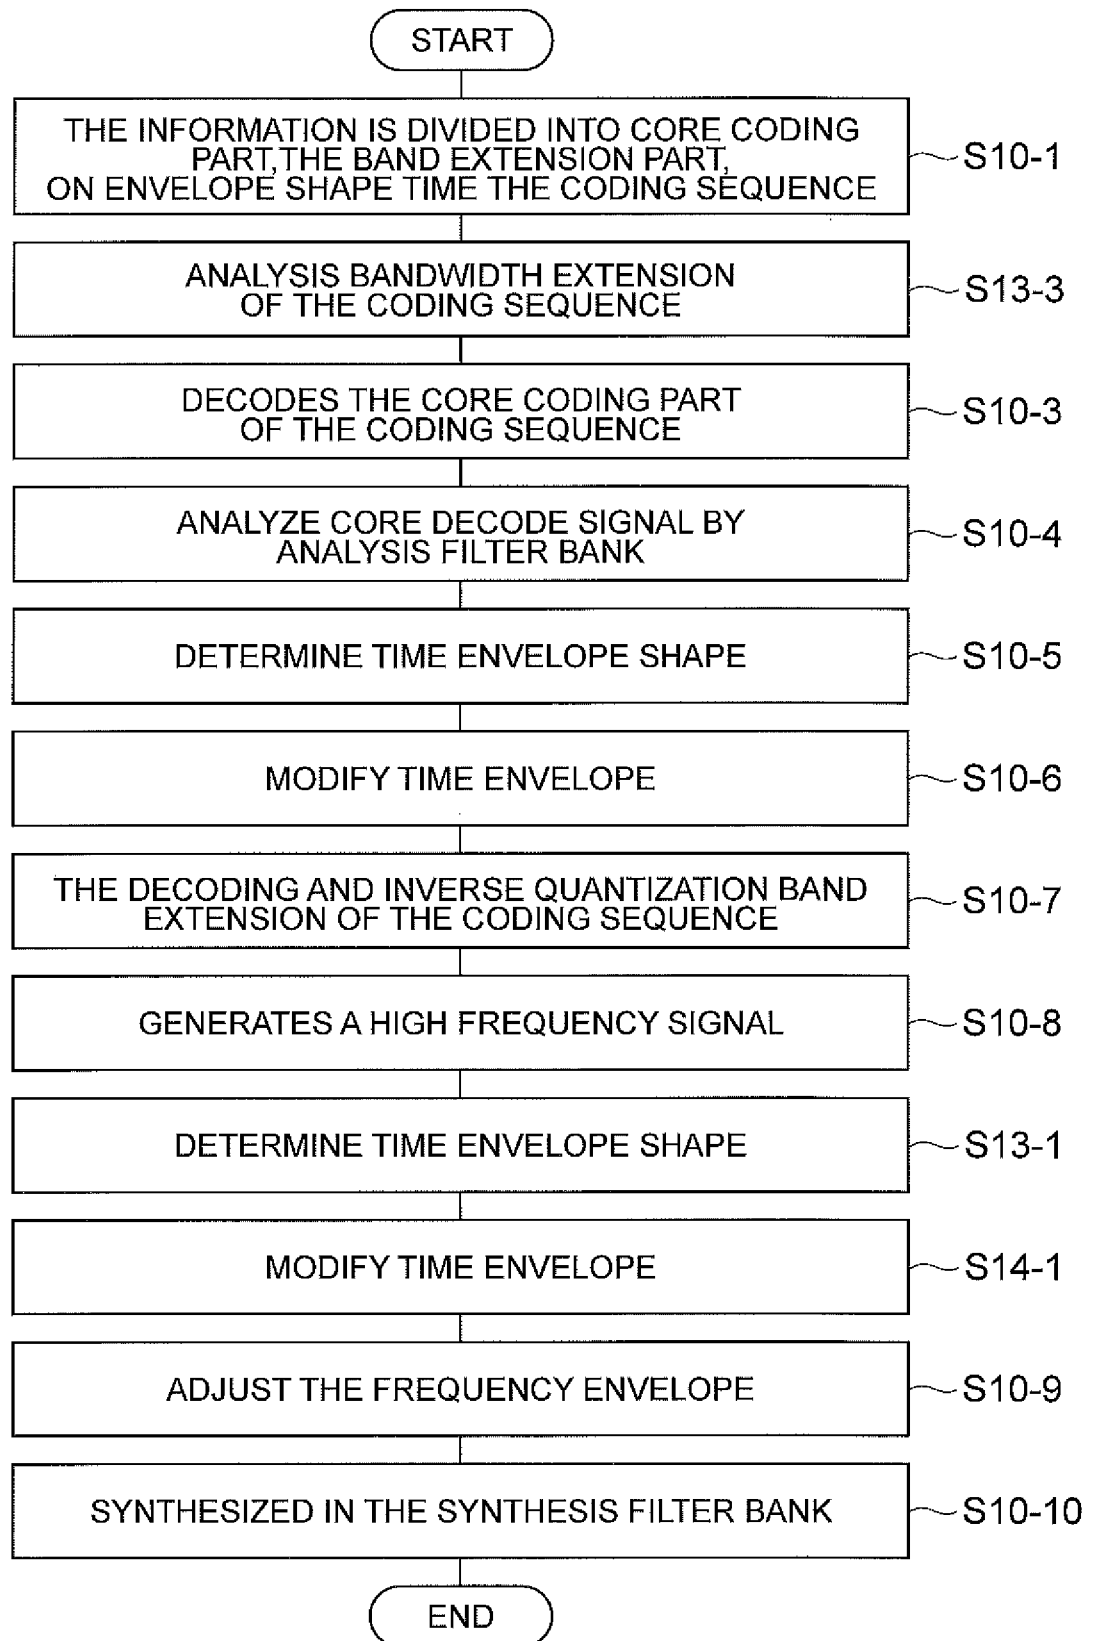 START
THE INFORMATION IS DIVIDED INTO CORE CODING
PART,THE BAND EXTENSION PART,
ON ENVELOPE SHAPE TIME THE CODING SEQUENCE
S10-1
ANALYSIS BANDWIDTH EXTENSION
OF THE CODING SEQUENCE
S13-3
DECODES THE CORE CODING PART
OF THE CODING SEQUENCE
S10-3
ANALYZE CORE DECODE SIGNAL BY
ANALYSIS FILTER BANK
S10-4
DETERMINE TIME ENVELOPE SHAPE
S10-5
MODIFY TIME ENVELOPE
S10-6
THE DECODING AND INVERSE QUANTIZATION BAND
EXTENSION OF THE CODING SEQUENCE
S10-7
GENERATES A HIGH FREQUENCY SIGNAL
S10-8
DETERMINE TIME ENVELOPE SHAPE
S13-1
MODIFY TIME ENVELOPE
S14-1
ADJUST THE FREQUENCY ENVELOPE
S10-9
SYNTHESIZED IN THE SYNTHESIS FILTER BANK
S10-10
END